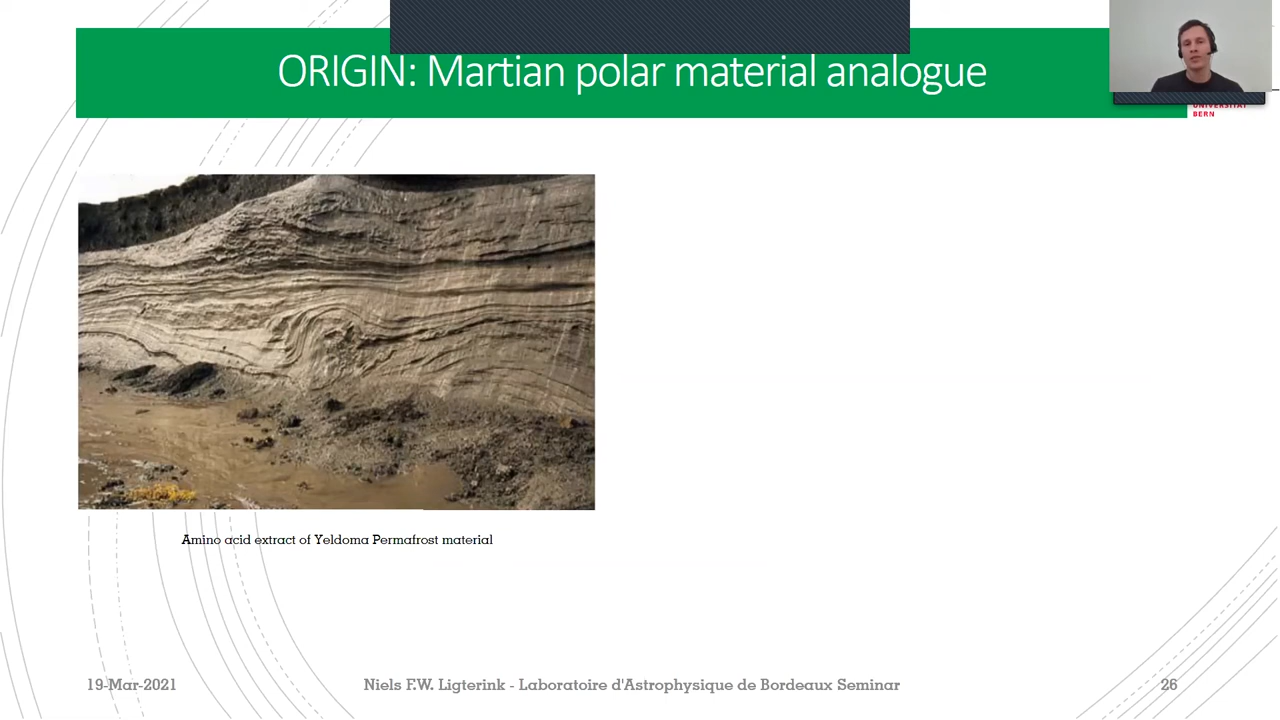 ORIGIN: Martian polar material analogue
UNIVERSITÄT
BERN
Amino acid extract of Yeldoma Permafrost material
19-Mar-2021
Niels F.W. Ligterink - Laboratoire d'Astrophysique de Bordeaux Seminar
26